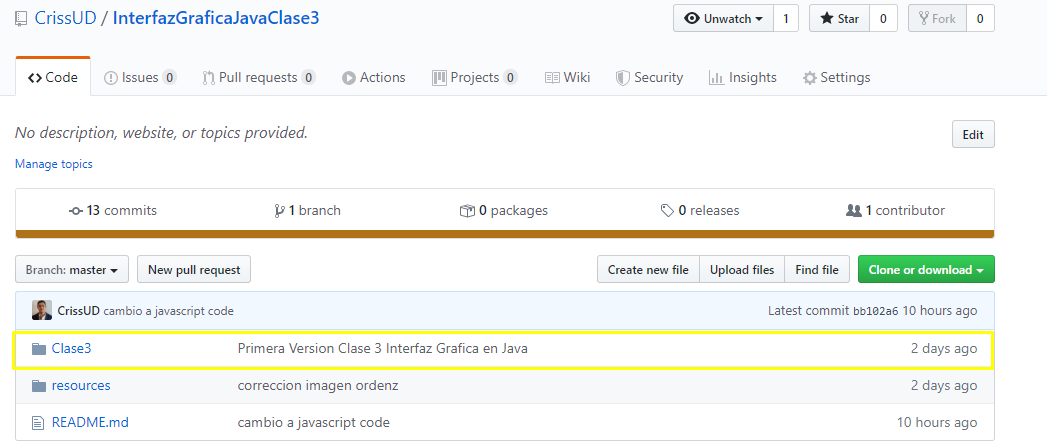 CrissUD / InterfazGraficaJavaClase3 Unwatch 1 Star 0 Fork 0
Code Issues 0 Pull requests 0 Actions Projects 0 Wiki Security Insights Settings
No description, website, or topics provided. Edit
Manage topics
13 commits 1 branch 0 packages 0 releases 1 contributor
Branch: master New pull request Create new file Upload files Find file Clone or download
CrissUD cambio a javascript code Latest commit bb102a6 10 hours ago
Clase3 Primera Version Clase 3 Interfaz Grafica en Java 2 days ago
resources correccion imagen ordenz 2 days ago
README.md cambio a javascript code 10 hours ago